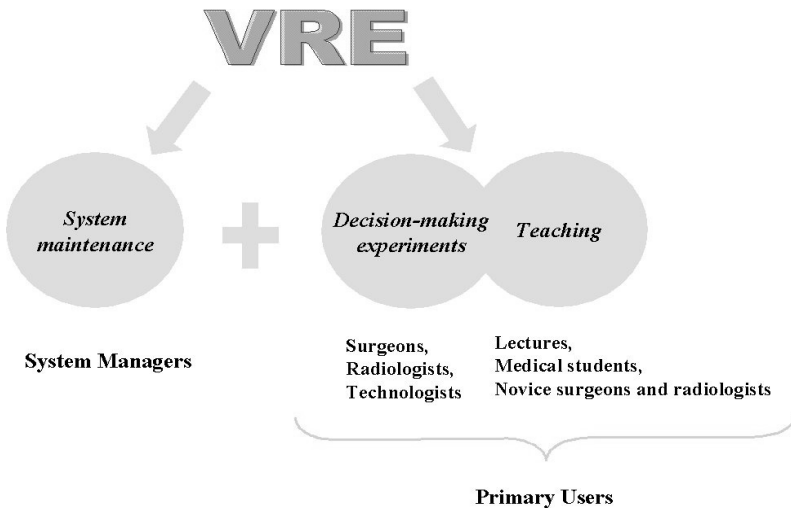 VRE
System
maintenance
Decision-making
experiments
Teaching
System Managers
Surgeons,
Radiologists,
Technologists
Lectures,
Medical students,
Novice surgeons and radiologists
Primary Users